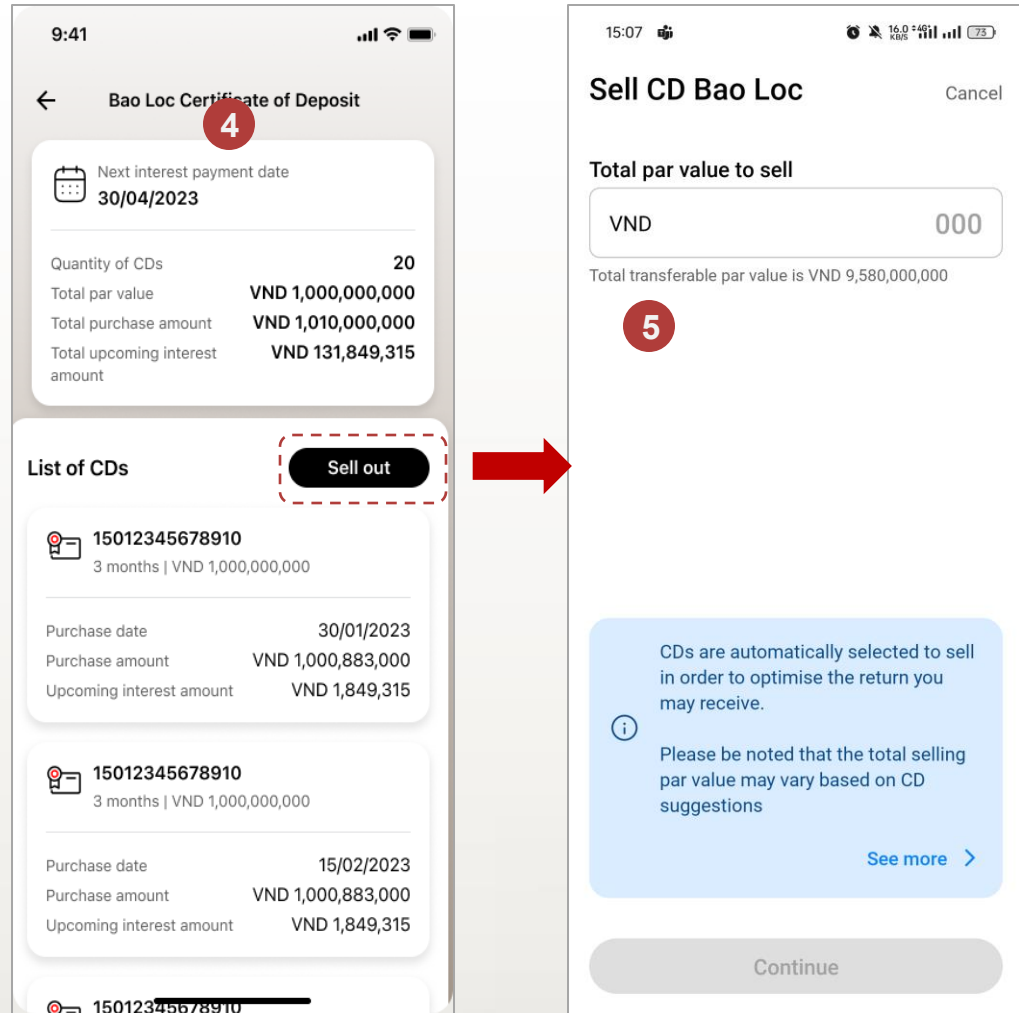 9:41
Bao Loc Certificate of Deposit
4
Next interest payment date
30/04/2023
Quantity of CDs 20
Total par value VND 1,000,000,000
Total purchase amount VND 1,010,000,000
Total upcoming interest VND 131,849,315
amount
List of CDs Sell out
15012345678910
3 months | VND 1,000,000,000
Purchase date 30/01/2023
Purchase amount VND 1,000,883,000
Upcoming interest amount VND 1,849,315
15012345678910
3 months | VND 1,000,000,000
Purchase date 15/02/2023
Purchase amount VND 1,000,883,000
Upcoming interest amount VND 1,849,315
15012345678910
15:07 16.0 KB/S 4G 73
Sell CD Bao Loc Cancel
Total par value to sell
VND 000
Total transferable par value is VND 9,580,000,000
5
CDs are automatically selected to sell
in order to optimise the return you
may receive.
Please be noted that the total selling
par value may vary based on CD
suggestions
See more
Continue